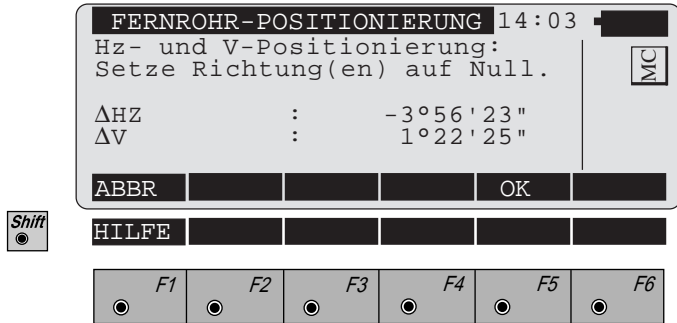 FERNROHR-POSITIONIERUNG 14:03
Hz- und V-Positionierung:
Setze Richtung(en) auf Null.
MC
ΔHZ : -3°56'23"
ΔV : 1°22'25"
ABBR OK
Shift
HILFE
F1 F2 F3 F4 F5 F6